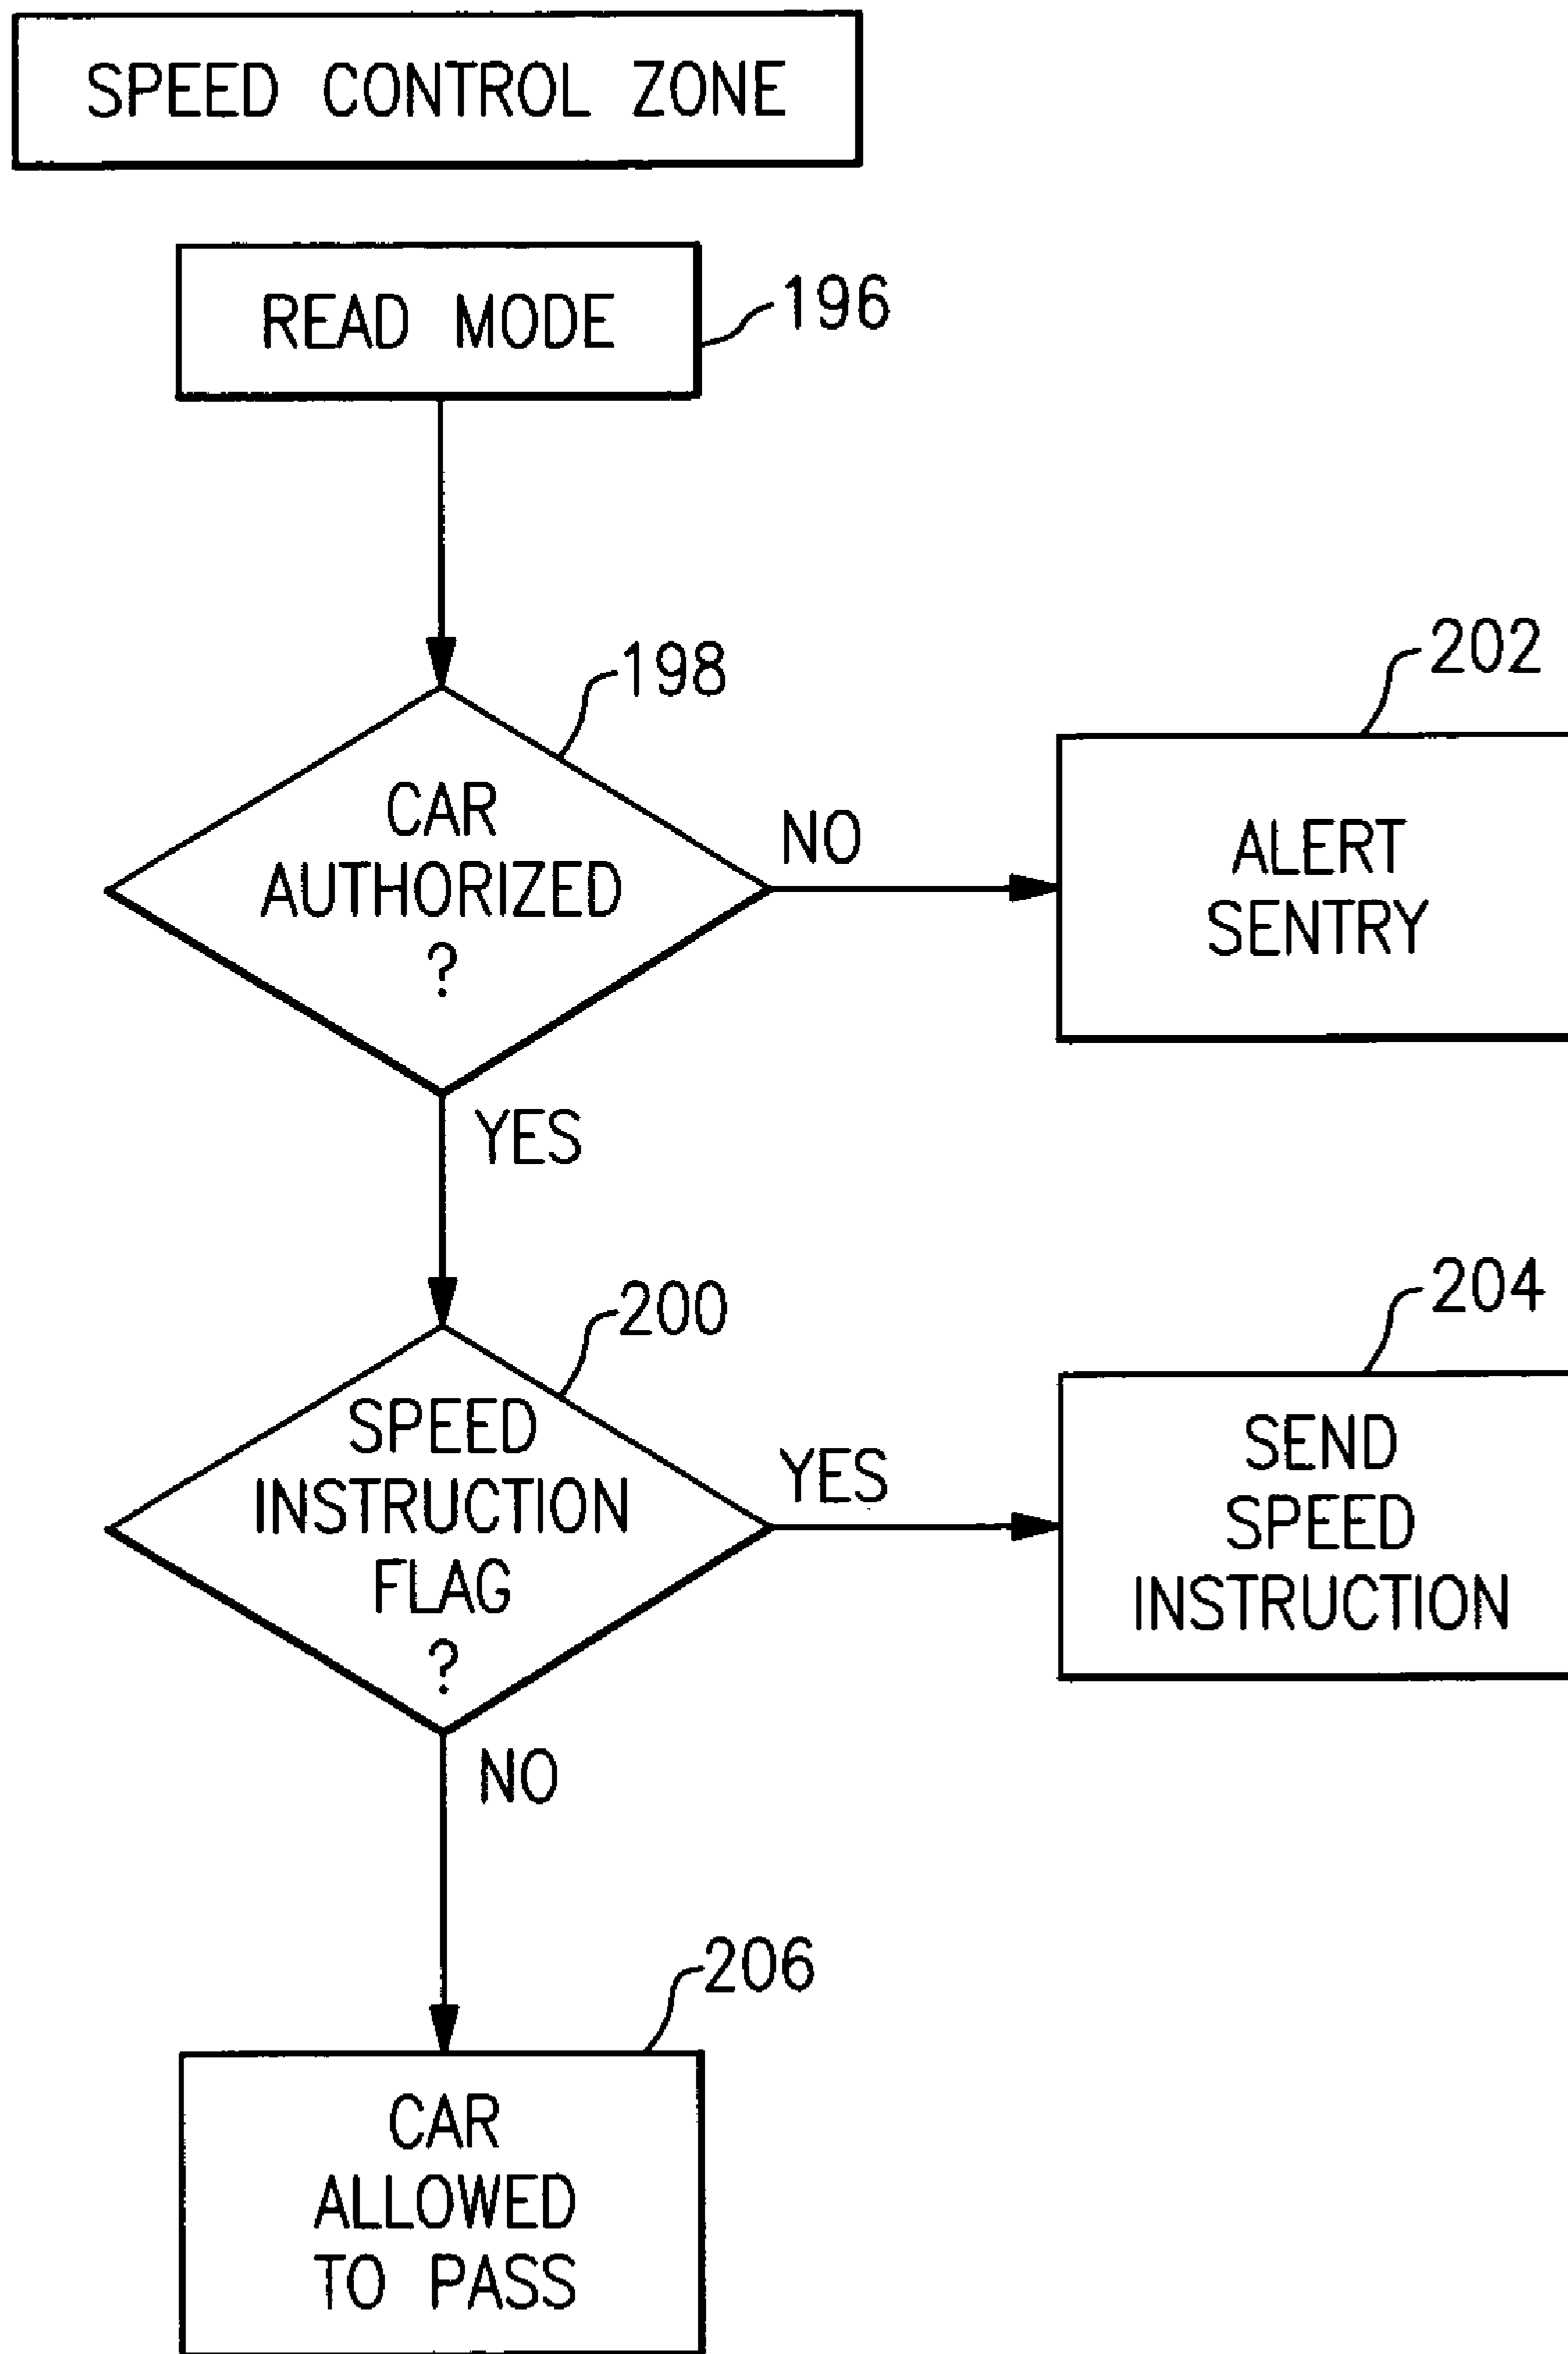 SPEED CONTROL ZONE
READ MODE
196
198
CAR
AUTHORIZED
?
NO
202
ALERT
SENTRY
YES
200
SPEED
INSTRUCTION
FLAG
?
YES
204
SEND
SPEED
INSTRUCTION
NO
206
CAR
ALLOWED
TO PASS